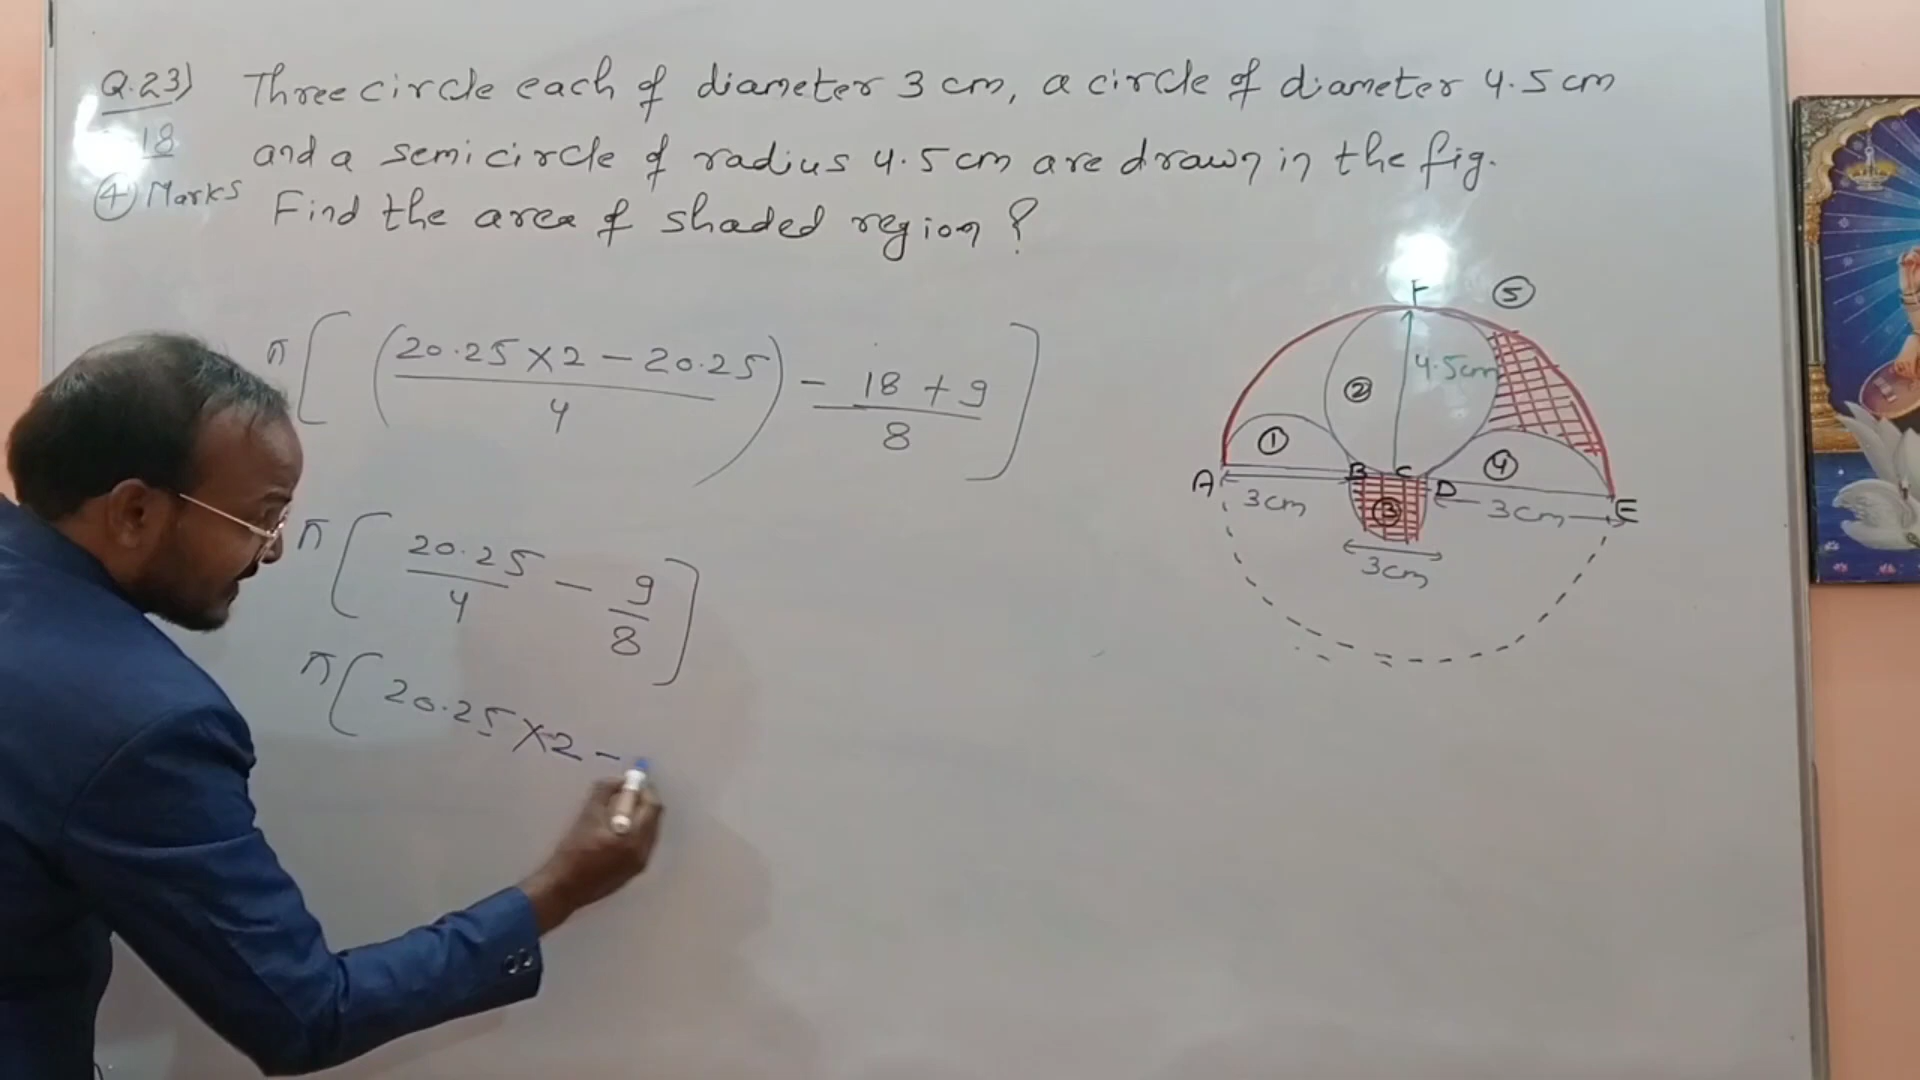 Q.23) Three circle each of diameter 3 cm, a circle of diameter 4.5 cm
18 and a semicircle of radius 4.5 cm are drawn in the fig.
④ Marks Find the area of shaded region?
π [ ( (20.25 × 2 − 20.25) / 4 ) − (18 + 9) / 8 ]
π [ 20.25 / 4 − 9 / 8 ]
π [ 20.25 × 2 −
F ⑤
② 4.5cm
① ④
A B C D E
3cm ③ 3cm
3cm